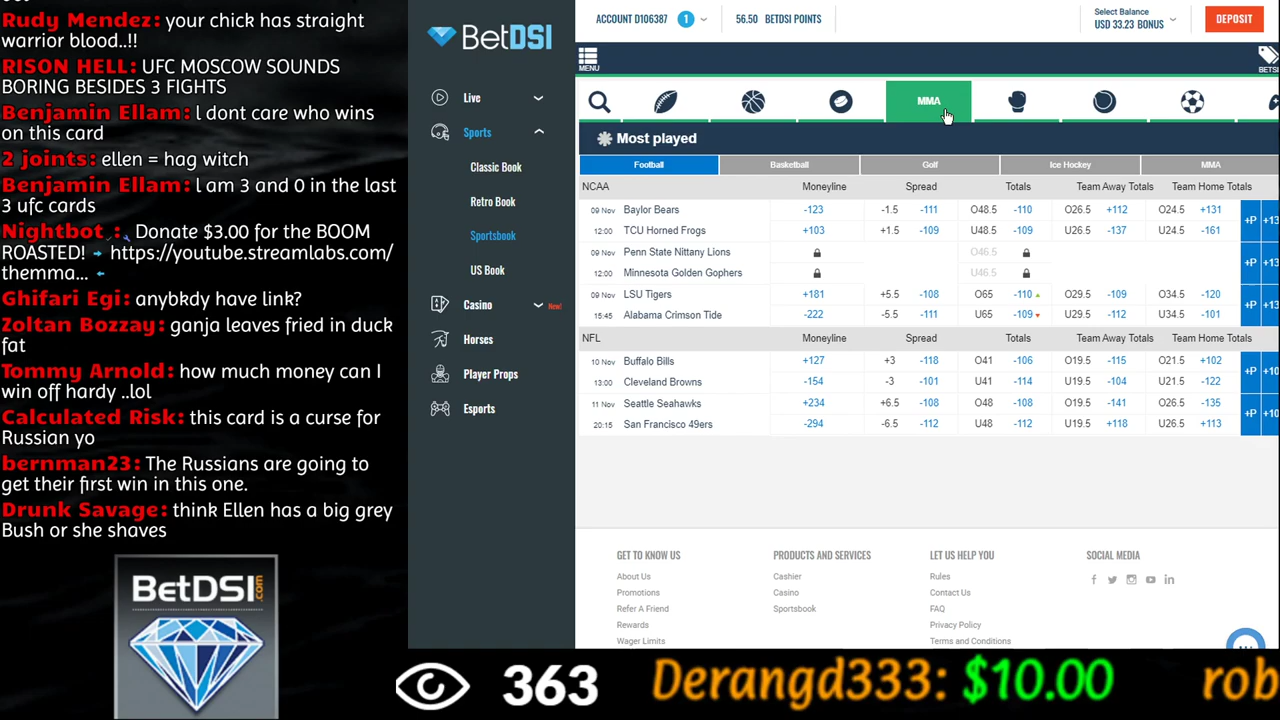 Rudy Mendez: your chick has straight
warrior blood..!!
RISON HELL: UFC MOSCOW SOUNDS
BORING BESIDES 3 FIGHTS
Benjamin Ellam: l dont care who wins
on this card
2 joints: ellen = hag witch
Benjamin Ellam: l am 3 and 0 in the last
3 ufc cards
Nightbot: Donate $3.00 for the BOOM
ROASTED! https://youtube.streamlabs.com/
themma...
Ghifari Egi: anybkdy have link?
Zoltan Bozzay: ganja leaves fried in duck
fat
Tommy Arnold: how much money can I
win off hardy ..lol
Calculated Risk: this card is a curse for
Russian yo
bernman23: The Russians are going to
get their first win in this one.
Drunk Savage: think Ellen has a big grey
Bush or she shaves
BetDSI.com
BetDSI
Live
Sports
Classic Book
Retro Book
Sportsbook
US Book
Casino New!
Horses
Player Props
Esports
ACCOUNT D106387 1 56.50 BETDSI POINTS
Select Balance
USD 33.23 BONUS
DEPOSIT
MENU
MMA
Most played
Football Basketball Golf Ice Hockey MMA
NCAA Moneyline Spread Totals Team Away Totals Team Home Totals
09 Nov Baylor Bears -123 -1.5 -111 O48.5 -110 O26.5 +112 O24.5 +131
12:00 TCU Horned Frogs +103 +1.5 -109 U48.5 -109 U26.5 -137 U24.5 -161
+P +13
09 Nov Penn State Nittany Lions O46.5
12:00 Minnesota Golden Gophers U46.5
+P +13
09 Nov LSU Tigers +181 +5.5 -108 O65 -110 O29.5 -109 O34.5 -120
15:45 Alabama Crimson Tide -222 -5.5 -111 U65 -109 U29.5 -112 U34.5 -101
+P +13
NFL Moneyline Spread Totals Team Away Totals Team Home Totals
10 Nov Buffalo Bills +127 +3 -118 O41 -106 O19.5 -115 O21.5 +102
13:00 Cleveland Browns -154 -3 -101 U41 -114 U19.5 -104 U21.5 -122
+P +10
11 Nov Seattle Seahawks +234 +6.5 -108 O48 -108 O19.5 -141 O26.5 -135
20:15 San Francisco 49ers -294 -6.5 -112 U48 -112 U19.5 +118 U26.5 +113
+P +10
GET TO KNOW US
About Us
Promotions
Refer A Friend
Rewards
Wager Limits
PRODUCTS AND SERVICES
Cashier
Casino
Sportsbook
LET US HELP YOU
Rules
Contact Us
FAQ
Privacy Policy
Terms and Conditions
SOCIAL MEDIA
363 Derangd333: $10.00 rob